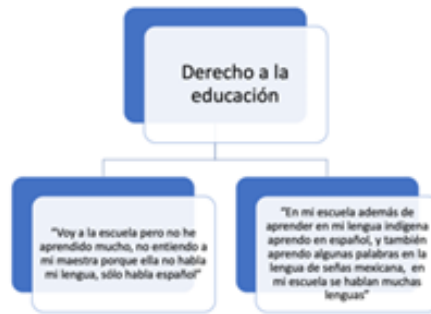 Derecho a la
educación
"Voy a la escuela pero no he
aprendido mucho, no entiendo a
mi maestra porque ella no habla
mi lengua, sólo habla español"
"En mi escuela además de
aprender en mi lengua indígena
aprendo en español, y también
aprendo algunas palabras en la
lengua de señas mexicana, en
mi escuela se hablan muchas
lenguas"